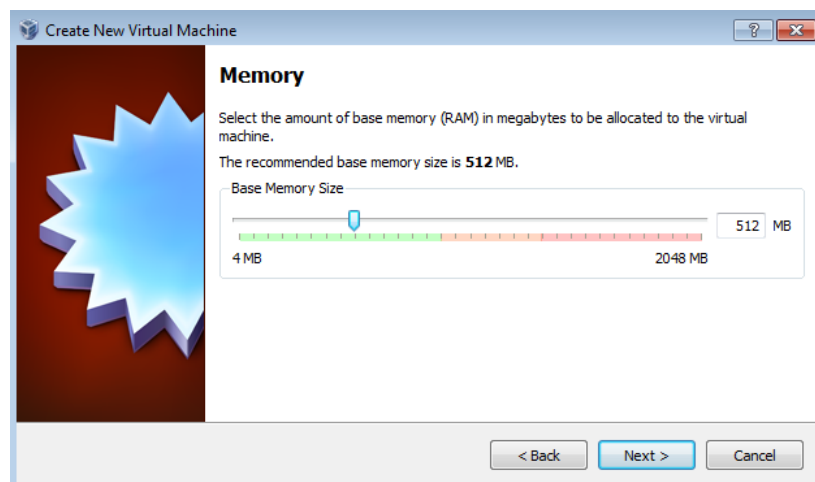 Create New Virtual Machine
Memory
Select the amount of base memory (RAM) in megabytes to be allocated to the virtual
machine.
The recommended base memory size is 512 MB.
Base Memory Size
512 MB
4 MB 2048 MB
< Back Next > Cancel